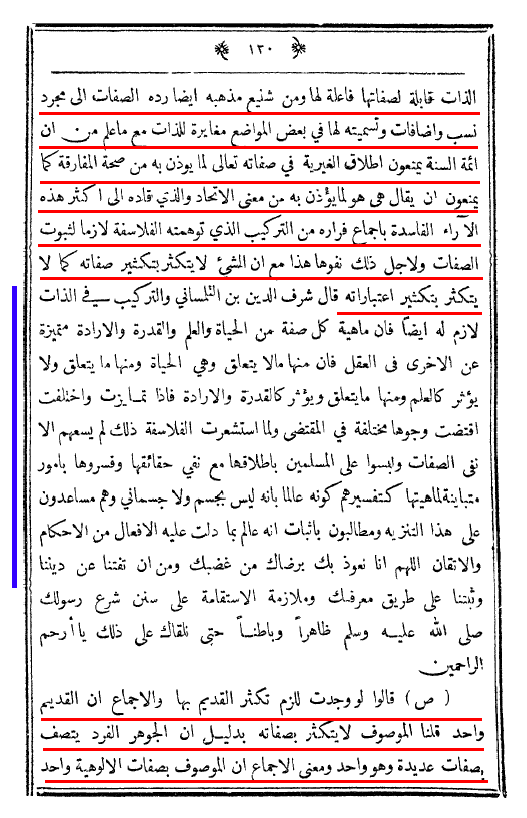 ١٣٠
الذات قابلة لصفاتها فاعلة لها ومن شنيع مذهبه ايضا رده الصفات الى مجرد
نسب واضافات وتسميته لها في بعض المواضع مغايرة للذات مع ماعلم من ان
ائمة السنة يمنعون اطلاق الغيرية في صفاته تعالى لما يوذن به من صحة المفارقة كما
يمنعون ان يقال هى هو لمايؤذن به من معنى الاتحاد والذي قاده الى اكثر هذه
الآراء الفاسدة باجماع فراره من التركيب الذي توهمته الفلاسفة لازما لثبوت
الصفات ولاجل ذلك نفوها هذا مع ان الشئ لايتكثر بتكثير صفاته كما لا
يتكثر بتكثير اعتباراته قال شرف الدين بن التلمساني والتركيب في الذات
لازم له ايضاً فان ماهية كل صفة من الحياة والعلم والقدرة والارادة متميزة
عن الاخرى فى العقل فان منها مالا يتعلق وهي الحياة ومنها ما يتعلق ولا
يؤثر كالعلم ومنها مايتعلق ويؤثر كالقدرة والارادة فاذا تمايزت واختلفت
اقتضت وجوها مختلفة في المقتضى ولما استشعرت الفلاسفة ذلك لم يسعهم الا
نفى الصفات ولبسوا على المسلمين باطلاقها مع نفي حقائقها وفسروها بامور
متباينة لماهيتها كتفسيرهم كونه عالما بانه ليس بجسم ولا جسماني وهم مساعدون
على هذا التنزيه ومطالبون باثبات انه عالم بما دلت عليه الافعال من الاحكام
والاتقان اللهم انا نعوذ بك برضاك من غضبك ومن ان تفتنا عن ديننا
وثبتنا على طريق معرفتك وملازمة الاستقامة على سنن شرع رسولك
صلى الله عليه وسلم ظاهراً وباطناً حتى نلقاك على ذلك يا أرحم
الراحمين
( ص ) قالوا لو وجدت للزم تكثر القديم بها والاجماع ان القديم
واحد قلنا الموصوف لايتكثر بصفاته بدليل ان الجوهر الفرد يتصف
بصفات عديدة وهو واحد ومعنى الاجماع ان الموصوف بصفات الالوهية واحد